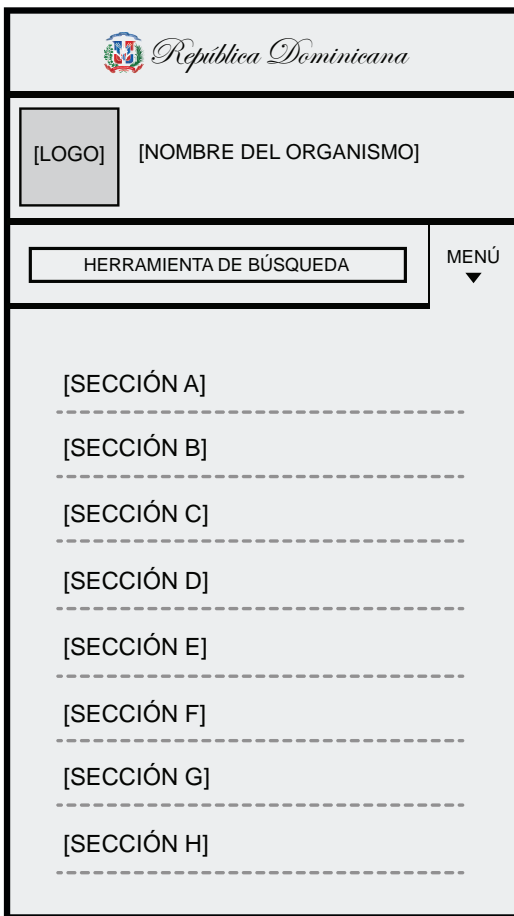 República Dominicana
[LOGO]
[NOMBRE DEL ORGANISMO]
HERRAMIENTA DE BÚSQUEDA
MENÚ
[SECCIÓN A]
[SECCIÓN B]
[SECCIÓN C]
[SECCIÓN D]
[SECCIÓN E]
[SECCIÓN F]
[SECCIÓN G]
[SECCIÓN H]